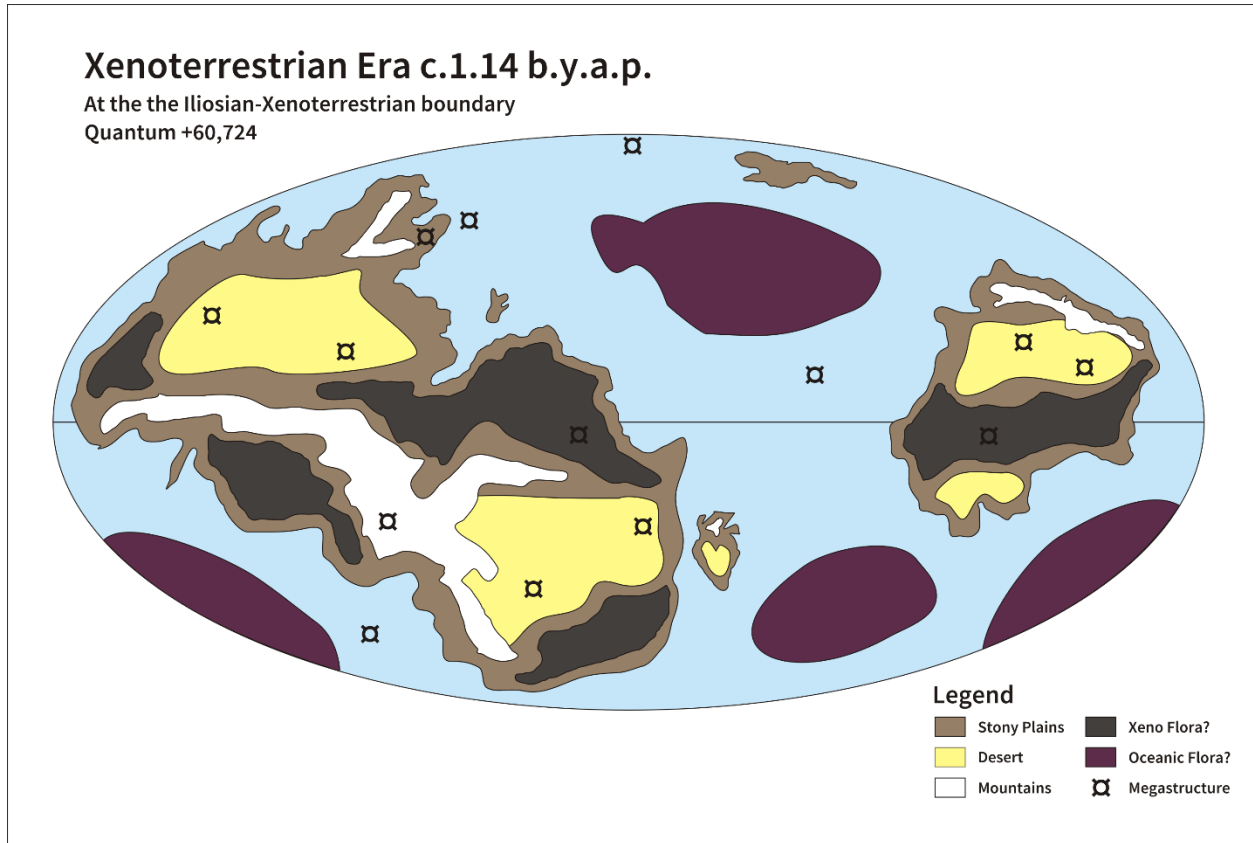 Xenoterrestrian Era c.1.14 b.y.a.p.
At the the Iliosian-Xenoterrestrian boundary
Quantum +60,724
Legend
Stony Plains
Desert
Mountains
Xeno Flora?
Oceanic Flora?
Megastructure